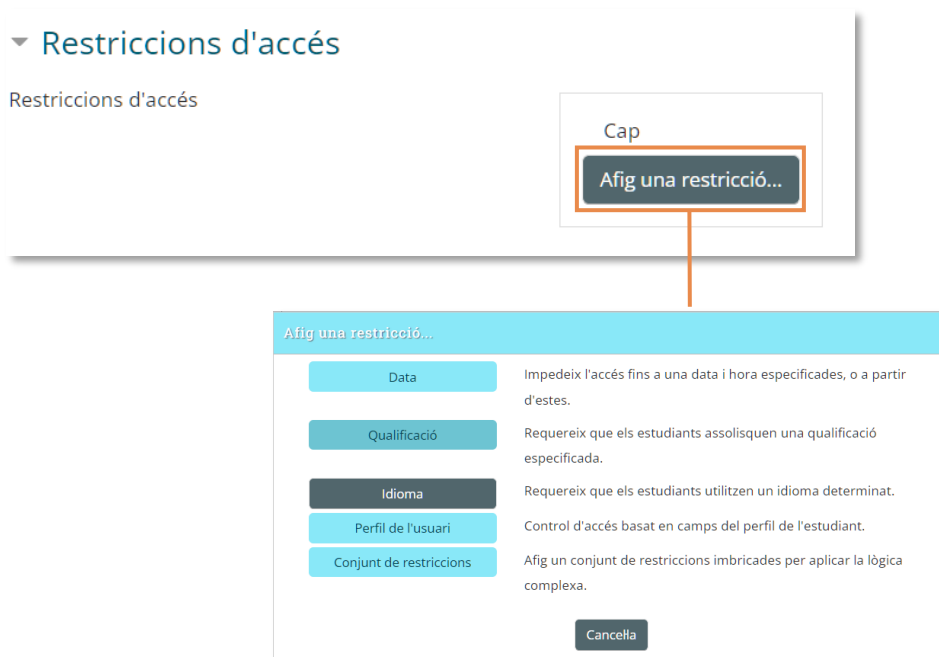 Restriccions d'accés
Restriccions d'accés
Cap
Afig una restricció...
Afig una restricció...
Data
Impedeix l'accés fins a una data i hora especificades, o a partir
d'estes.
Qualificació
Requereix que els estudiants assolisquen una qualificació
especificada.
Idioma
Requereix que els estudiants utilitzen un idioma determinat.
Perfil de l'usuari
Control d'accés basat en camps del perfil de l'estudiant.
Conjunt de restriccions
Afig un conjunt de restriccions imbricades per aplicar la lògica
complexa.
Cancel·la